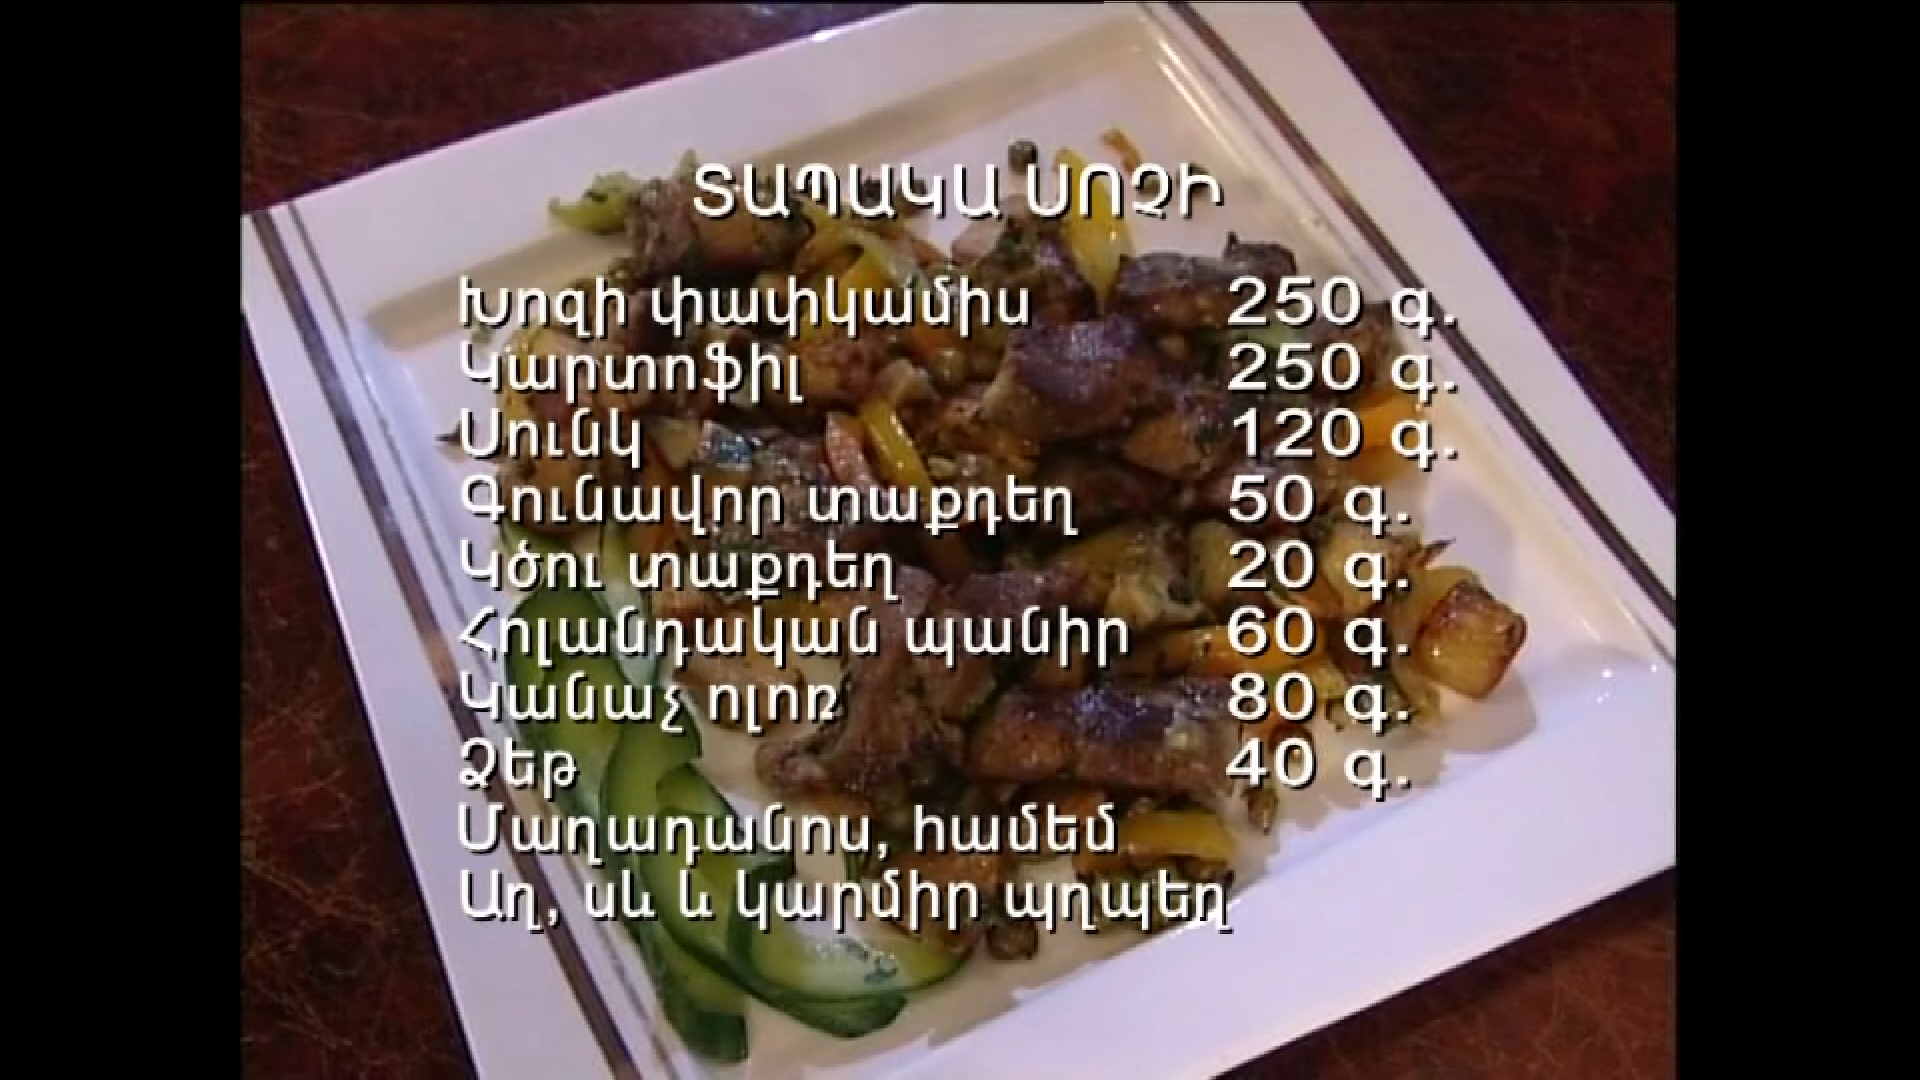 ՏԱՊԱԿԱ ՍՈՉԻ
Խոզի փափկամիս 250 գ.
Կարտոֆիլ 250 գ.
Սունկ 120 գ.
Գունավոր տաքդեղ 50 գ.
Կծու տաքդեղ 20 գ.
Հոլանդական պանիր 60 գ.
Կանաչ ոլոռ 80 գ.
Ձեթ 40 գ.
Մաղադանոս, համեմ
Աղ, սև և կարմիր պղպեղ